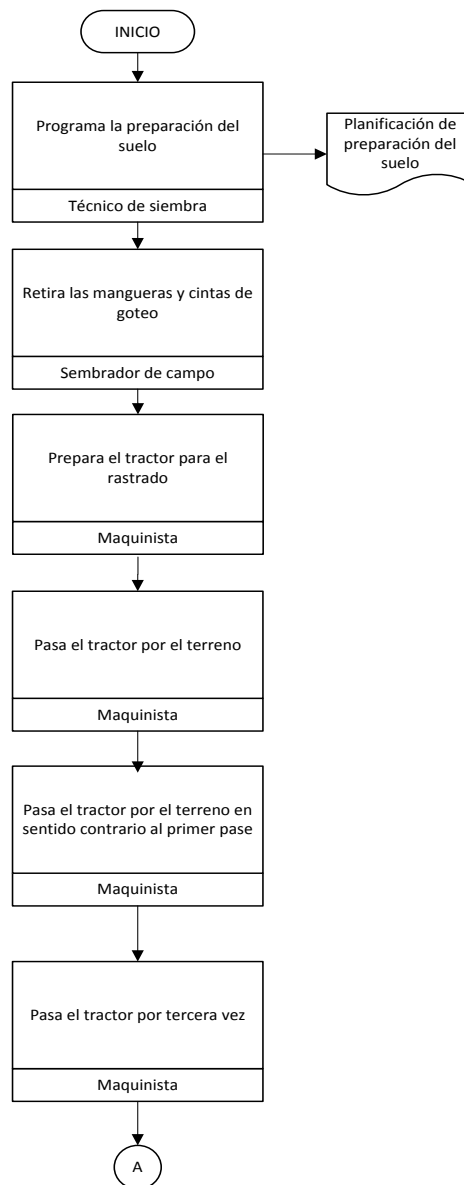 INICIO
Programa la preparación del
suelo
Técnico de siembra
Planificación de
preparación del
suelo
Retira las mangueras y cintas de
goteo
Sembrador de campo
Prepara el tractor para el
rastrado
Maquinista
Pasa el tractor por el terreno
Maquinista
Pasa el tractor por el terreno en
sentido contrario al primer pase
Maquinista
Pasa el tractor por tercera vez
Maquinista
A